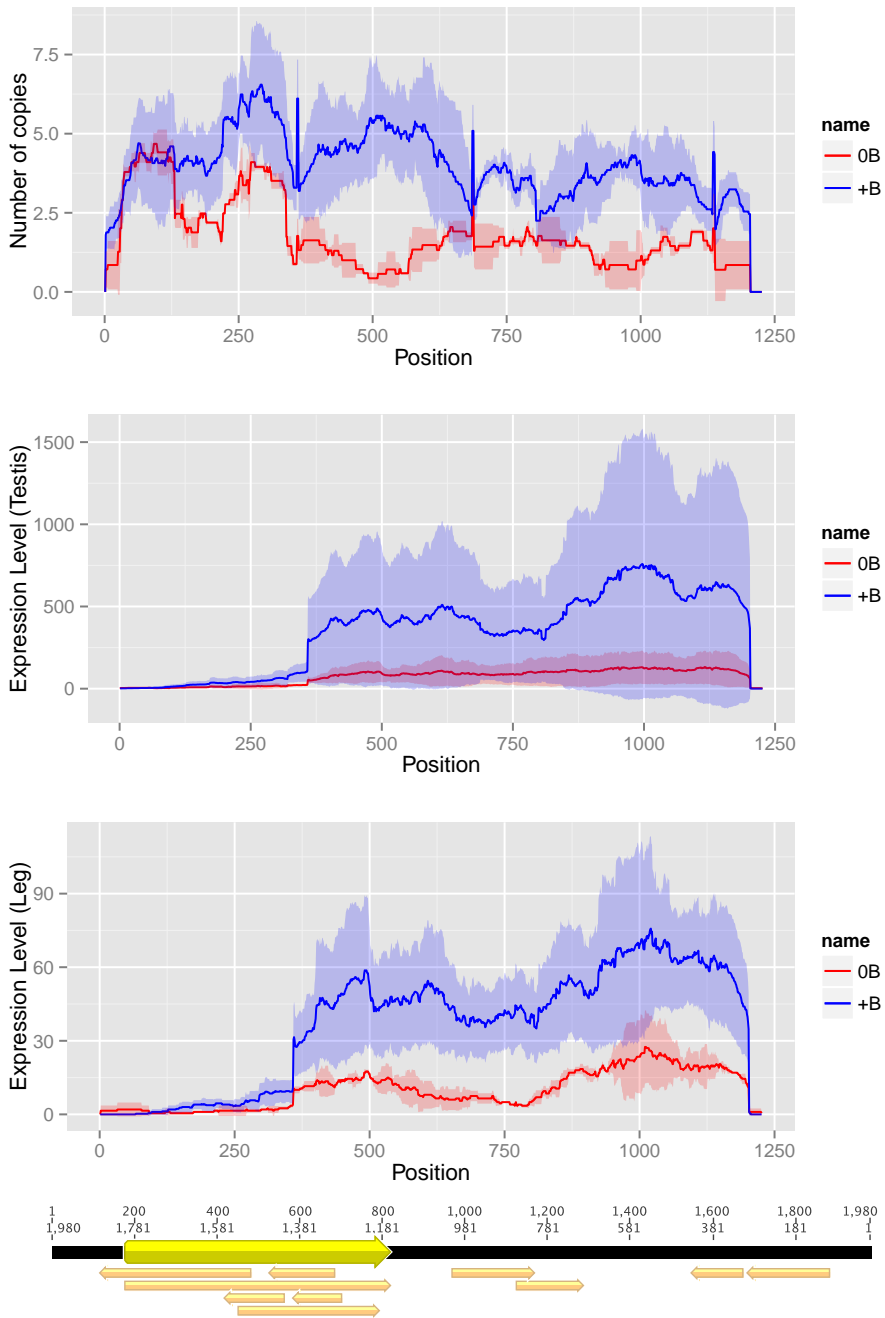 Number of copies
7.5
5.0
2.5
0.0
0 250 500 750 1000 1250
Position
name
0B
+B
Expression Level (Testis)
1500
1000
500
0
0 250 500 750 1000 1250
Position
name
0B
+B
Expression Level (Leg)
90
60
30
0
0 250 500 750 1000 1250
Position
name
0B
+B
1 200 400 600 800 1,000 1,200 1,400 1,600 1,800 1,980
1,980 1,781 1,581 1,381 1,181 981 781 581 381 181 1